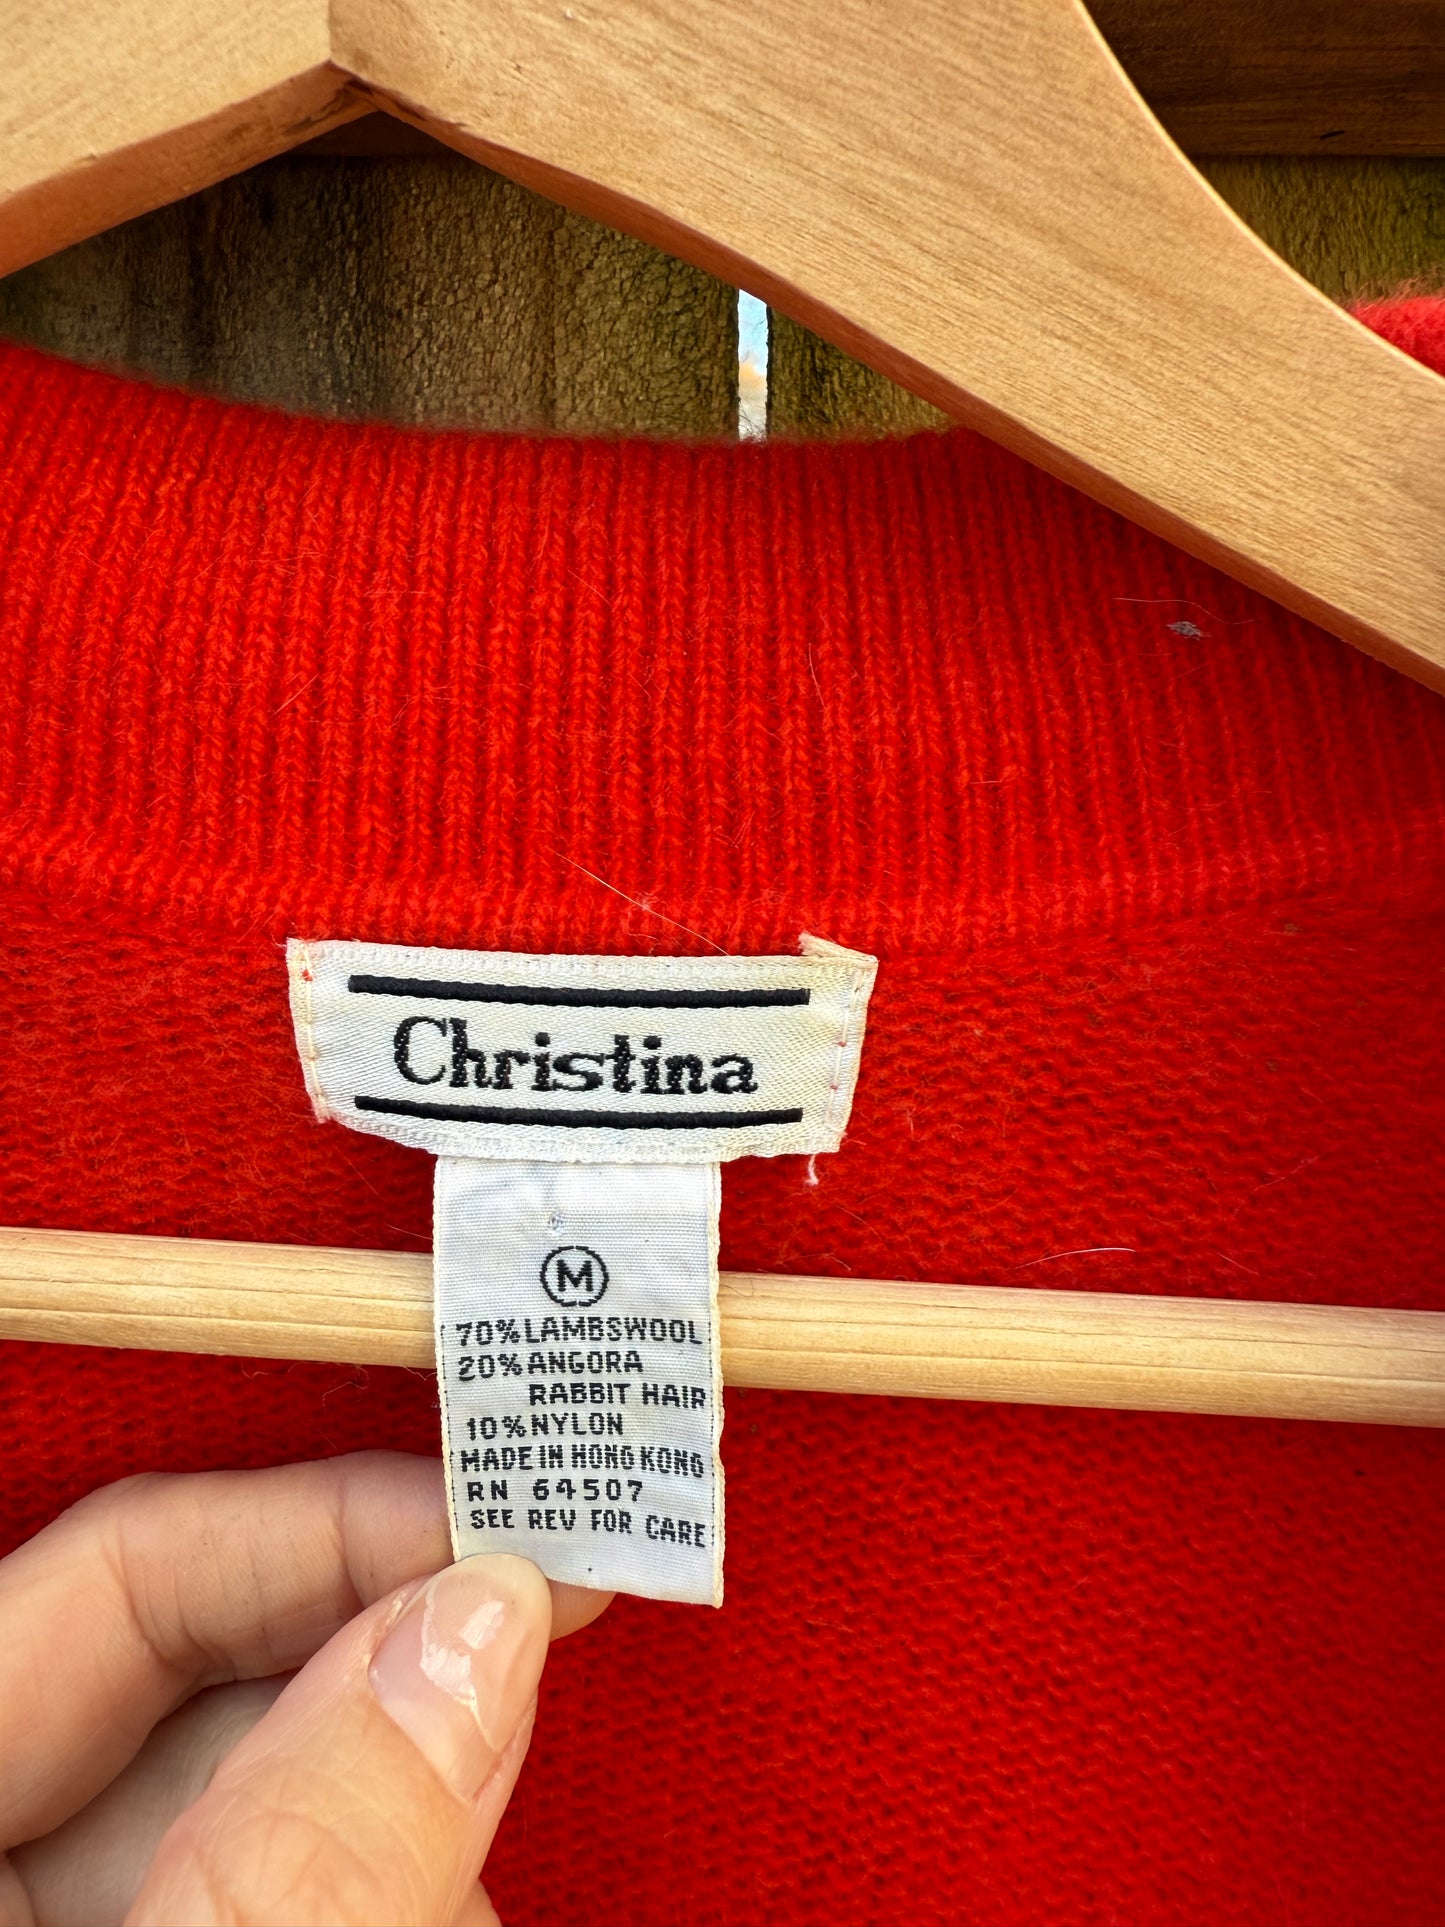 Christina
M
70% LAMBSWOOL
20% ANGORA
RABBIT HAIR
10% NYLON
MADE IN HONG KONG
RN 64507
SEE REV FOR CARE